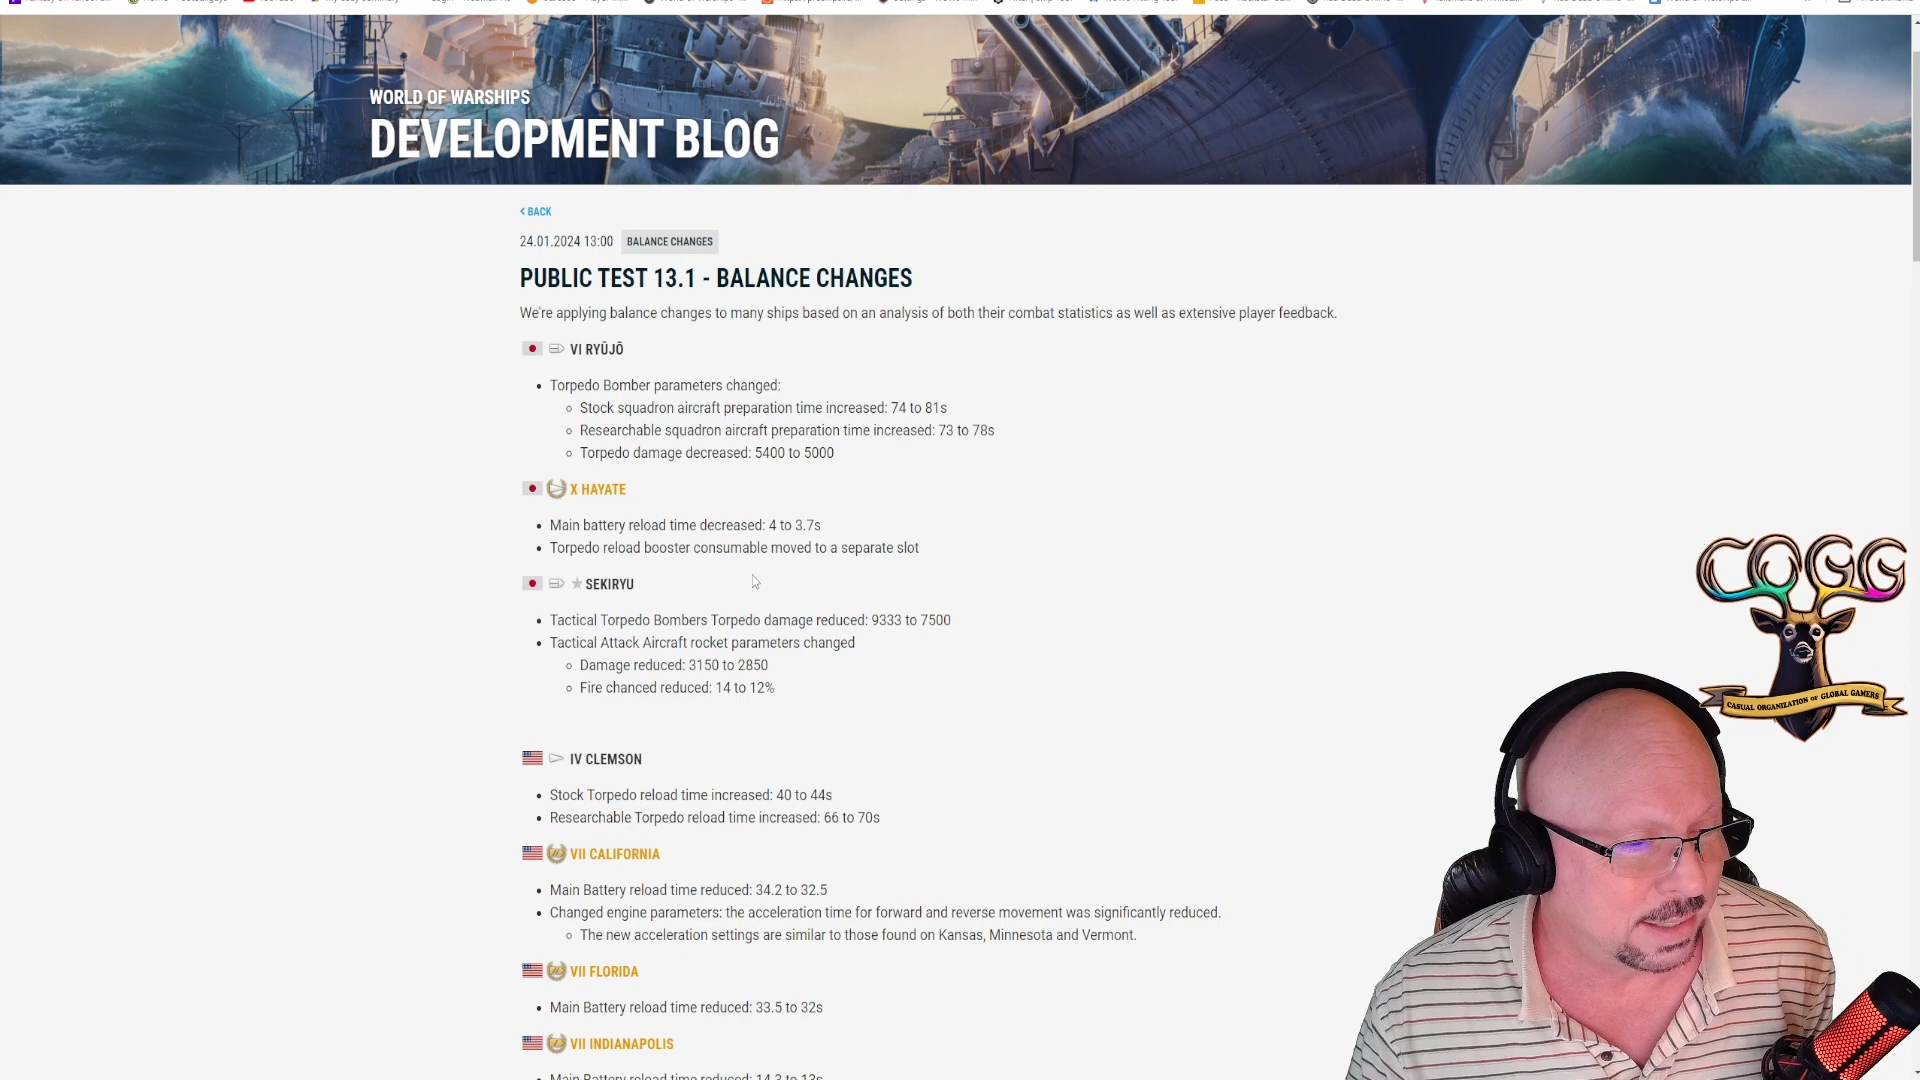 WORLD OF WARSHIPS
DEVELOPMENT BLOG
BACK
24.01.2024 13:00 BALANCE CHANGES
PUBLIC TEST 13.1 - BALANCE CHANGES
We're applying balance changes to many ships based on an analysis of both their combat statistics as well as extensive player feedback.
VI RYŪJŌ
Torpedo Bomber parameters changed:
Stock squadron aircraft preparation time increased: 74 to 81s
Researchable squadron aircraft preparation time increased: 73 to 78s
Torpedo damage decreased: 5400 to 5000
X HAYATE
Main battery reload time decreased: 4 to 3.7s
Torpedo reload booster consumable moved to a separate slot
SEKIRYU
Tactical Torpedo Bombers Torpedo damage reduced: 9333 to 7500
Tactical Attack Aircraft rocket parameters changed
Damage reduced: 3150 to 2850
Fire chanced reduced: 14 to 12%
IV CLEMSON
Stock Torpedo reload time increased: 40 to 44s
Researchable Torpedo reload time increased: 66 to 70s
VII CALIFORNIA
Main Battery reload time reduced: 34.2 to 32.5
Changed engine parameters: the acceleration time for forward and reverse movement was significantly reduced.
The new acceleration settings are similar to those found on Kansas, Minnesota and Vermont.
VII FLORIDA
Main Battery reload time reduced: 33.5 to 32s
VII INDIANAPOLIS
Main Battery reload time reduced: 14.3 to 13s
COGG
CASUAL ORGANIZATION OF GLOBAL GAMERS